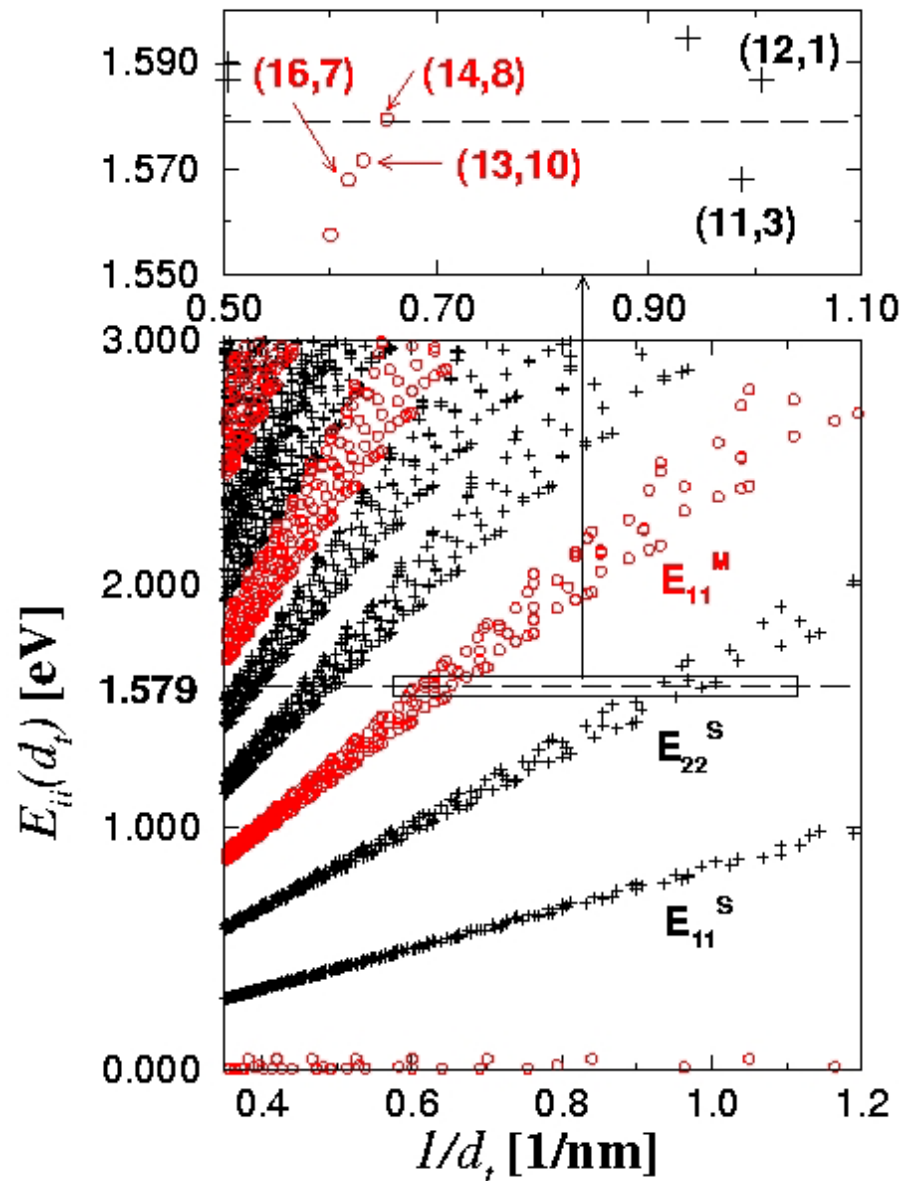 1.590
(12,1)
(16,7)
(14,8)
1.570
(13,10)
(11,3)
1.550
0.50 0.70 0.90 1.10
3.000
2.000
E₁₁ᴹ
1.579
E₂₂ˢ
1.000
E₁₁ˢ
0.000
0.4 0.6 0.8 1.0 1.2
Eᵢᵢ(dₜ) [eV]
1/dₜ [1/nm]